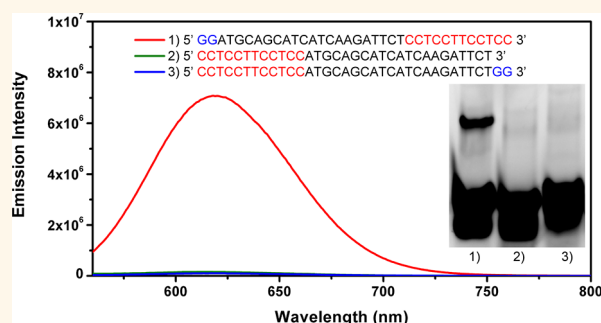 1x10⁷
8x10⁶
6x10⁶
4x10⁶
2x10⁶
0
Emission Intensity
1) 5' GGATGCAGCATCATCAAGATTCTCCTCCTTCCTCC 3'
2) 5' CCTCCTTCCTCCATGCAGCATCATCAAGATTCT 3'
3) 5' CCTCCTTCCTCCATGCAGCATCATCAAGATTCTGG 3'
1) 2) 3)
600 650 700 750 800
Wavelength (nm)